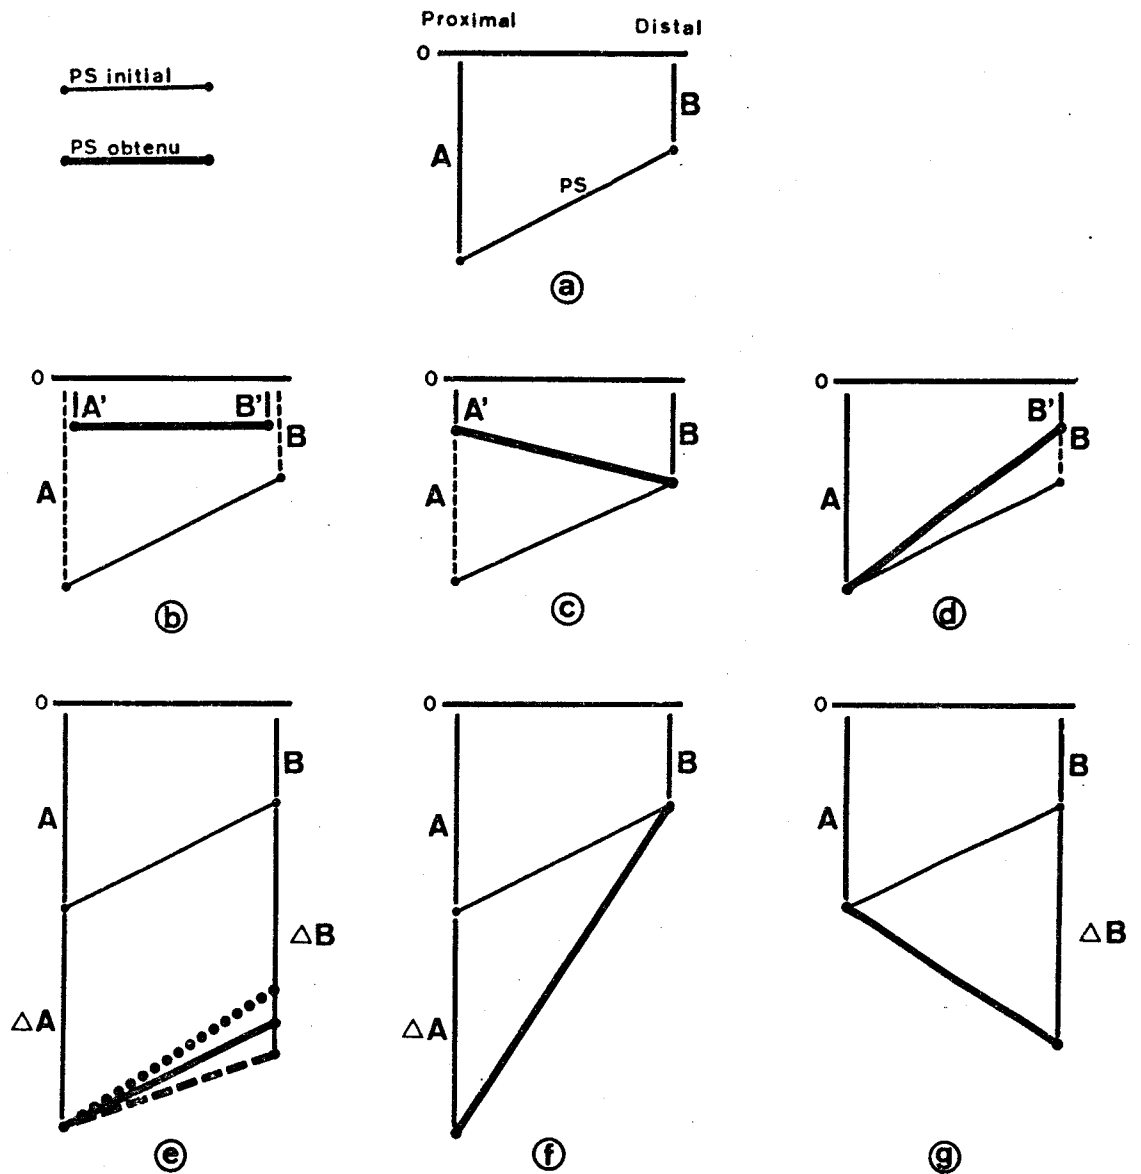 Proximal
Distal
PS initial
PS obtenu
0
A
B
PS
a
0
A'
B'
A
B
b
0
A'
A
B
c
0
B'
B
A
d
0
B
A
ΔB
ΔA
e
0
B
A
ΔA
f
0
B
A
ΔB
g